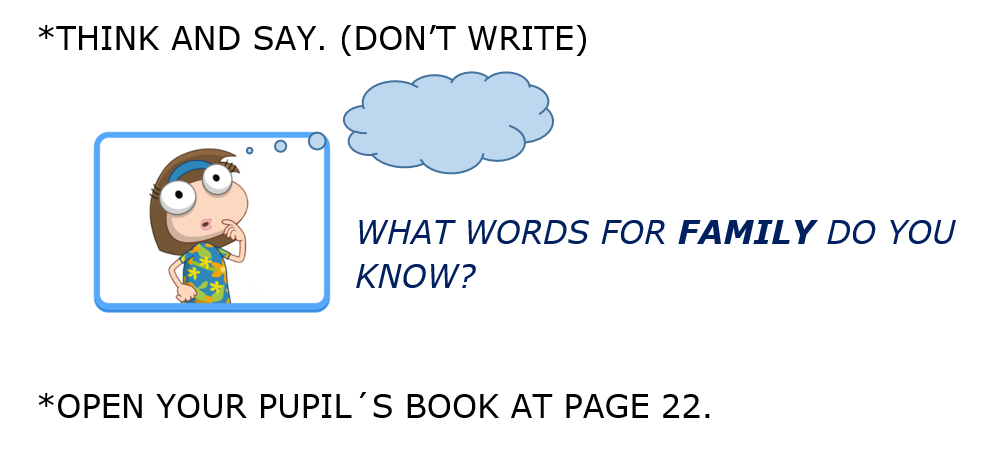 *THINK AND SAY. (DON’T WRITE)
WHAT WORDS FOR FAMILY DO YOU
KNOW?
*OPEN YOUR PUPIL´S BOOK AT PAGE 22.